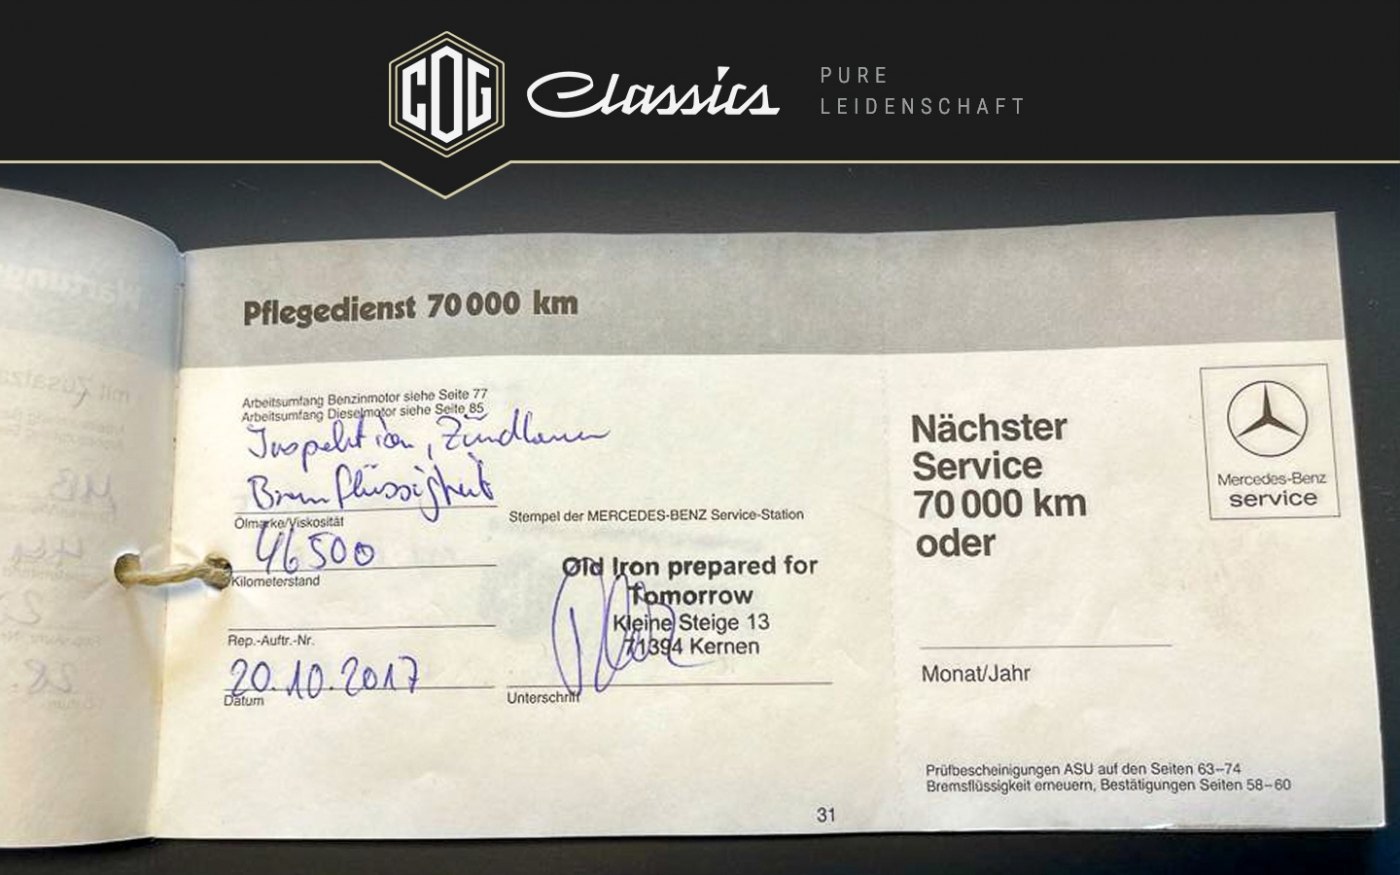 COG Classics PURE
LEIDENSCHAFT
Pflegedienst 70 000 km
Arbeitsumfang Benzinmotor siehe Seite 77
Arbeitsumfang Dieselmotor siehe Seite 85
Inspektion, Zündkerzen
Bremsflüssigkeit
Ölmarke/Viskosität
46500
Kilometerstand
Rep.-Auftr.-Nr.
20.10.2017
Datum
Stempel der MERCEDES-BENZ Service-Station
Old Iron prepared for
Tomorrow
Kleine Steige 13
71394 Kernen
Unterschrift
31
Nächster
Service
70 000 km
oder
Mercedes-Benz
service
Monat/Jahr
Prüfbescheinigungen ASU auf den Seiten 63–74
Bremsflüssigkeit erneuern, Bestätigungen Seiten 58–60